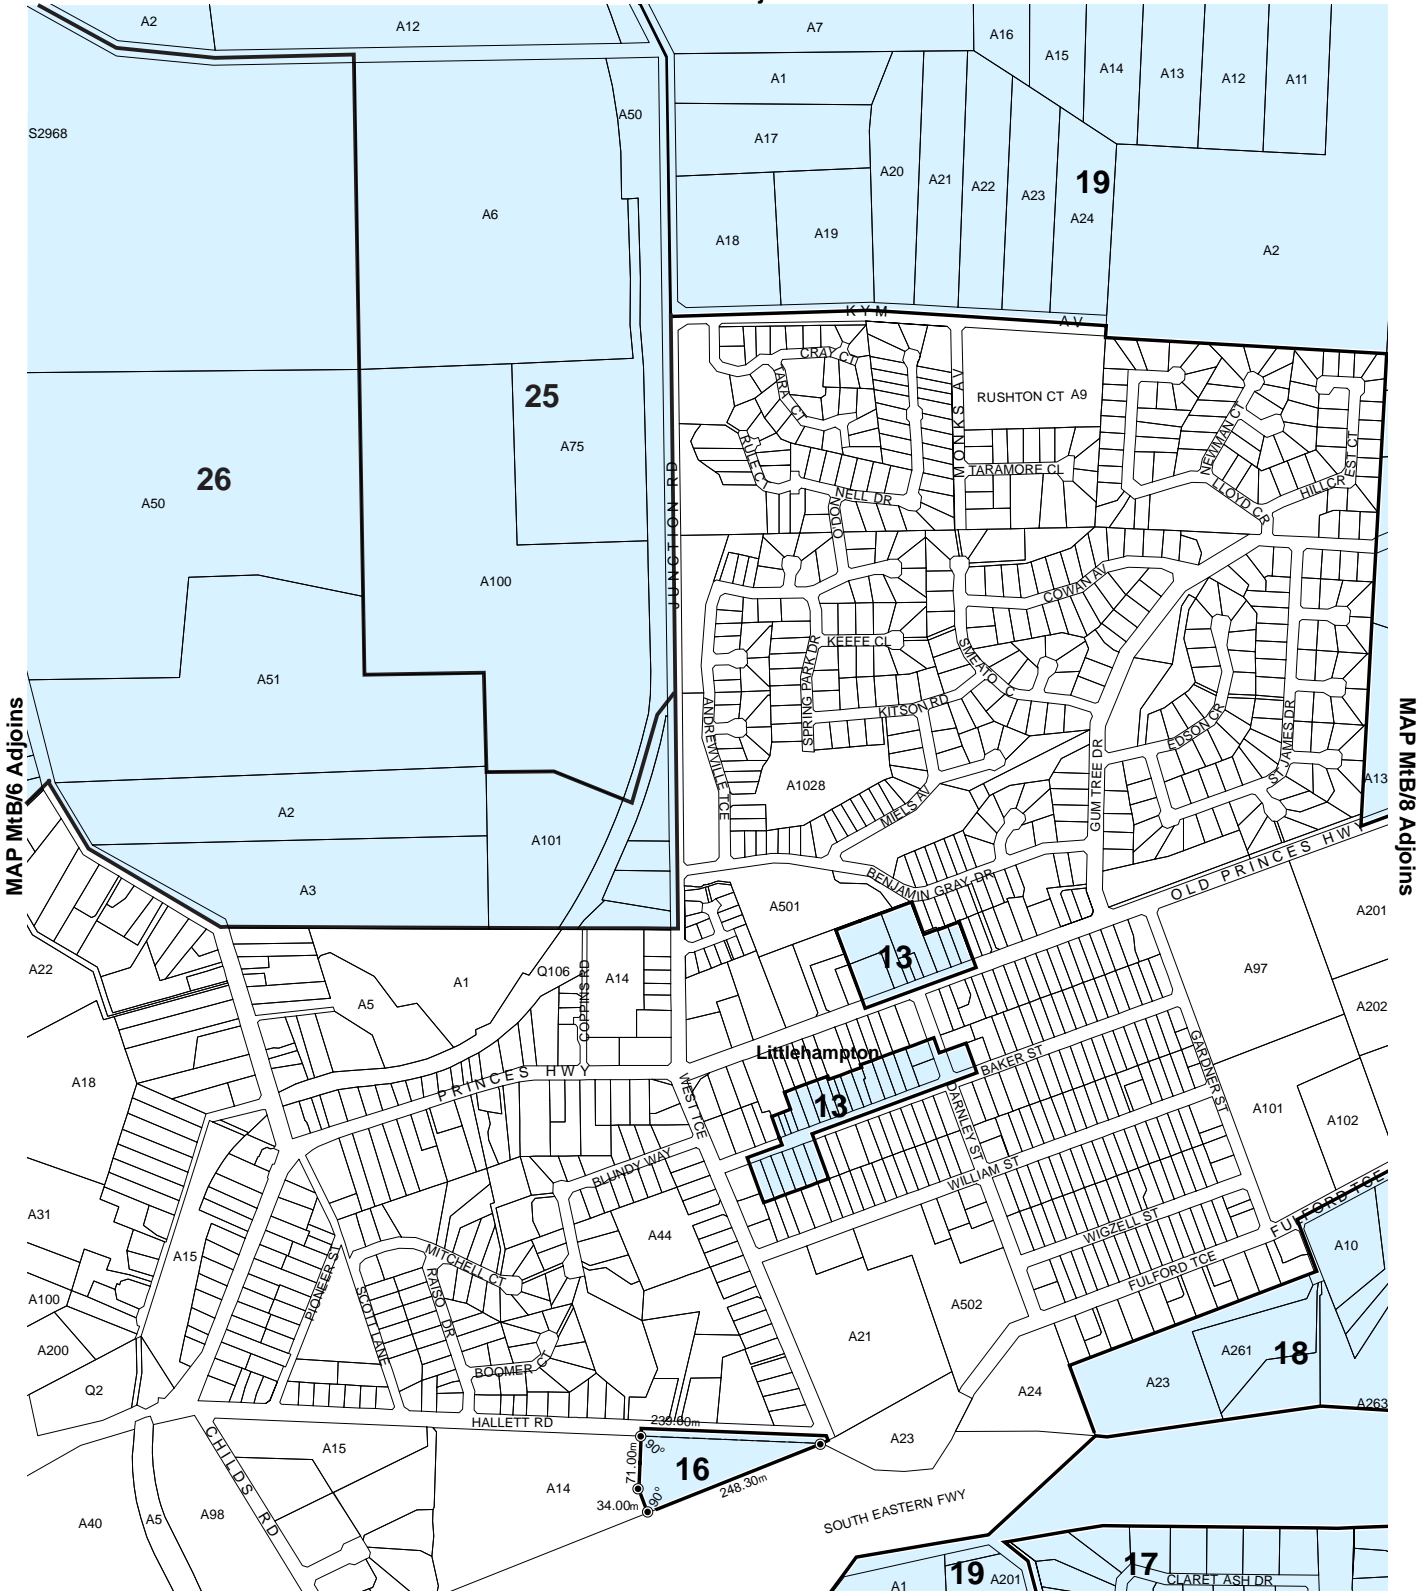 A2
A12
A7
A16
A15
A14
A13
A12
A11
A1
A50
S2968
A17
A20
A21
A22
A23
19
A24
A6
A18
A19
A2
KYM AV
CRAY CT
TARA CT
MONKS AV
RUSHTON CT A9
NEWMAN CT
25
A75
RULE CT
TARAMORE CL
HILLCREST CT
LLOYD CR
26
A50
JUNCTION RD
O'DONNELL DR
A100
COWAN AV
KEEFE CL
SPRING PARK DR
SMEATO C
A51
KITSON RD
EDSON CR
ST JAMES DR
ANDREWVILLE TCE
GUM TREE DR
MAP MtB/6 Adjoins
MAP MtB/8 Adjoins
A13
A1028
MIELS AV
A2
A101
A3
OLD PRINCES HW
BENJAMIN GRAY DR
A501
A201
13
A22
A1
Q106
A14
A97
A5
COPPINS RD
A202
Littlehampton
BAKER ST
GARDNER ST
A18
PRINCES HWY
WEST TCE
13
DARNLEY ST
A101
A102
BLUNDY WAY
WILLIAM ST
FULFORD TCE
A31
A44
WIGZELL ST
A10
A15
PIONEER ST
MITCHELL CT
RAISO DR
SCOTT LANE
FULFORD TCE
A100
A502
A200
A21
A261
18
BOOMER CT
Q2
A24
A23
A263
HALLETT RD
239.60m
CHILDS RD
A15
90°
A23
71.00m
16
A14
248.30m
34.00m
90°
A40
A5
A98
SOUTH EASTERN FWY
A1
19
A201
17
CLARET ASH DR